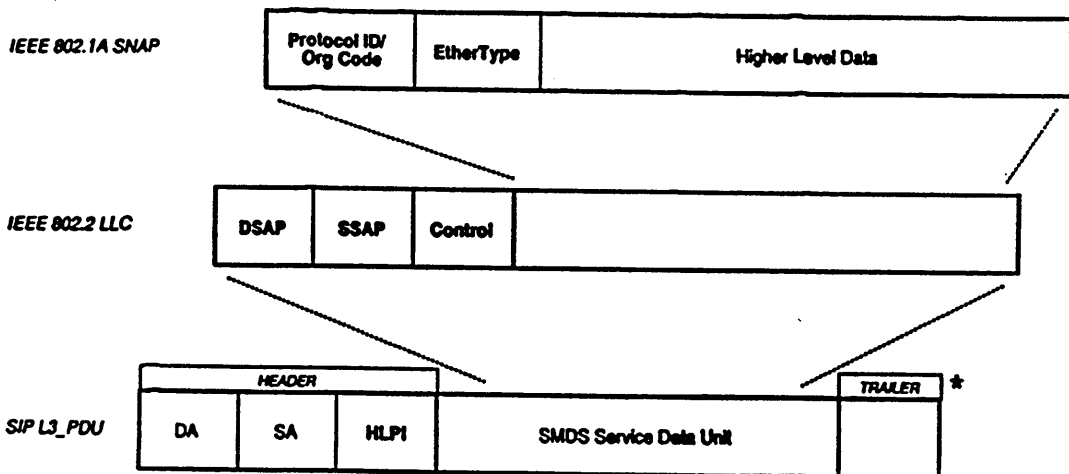 IEEE 802.1A SNAP
Protocol ID/
Org Code
EtherType
Higher Level Data
IEEE 802.2 LLC
DSAP
SSAP
Control
HEADER
TRAILER
*
SIP L3_PDU
DA
SA
HLPI
SMDS Service Data Unit